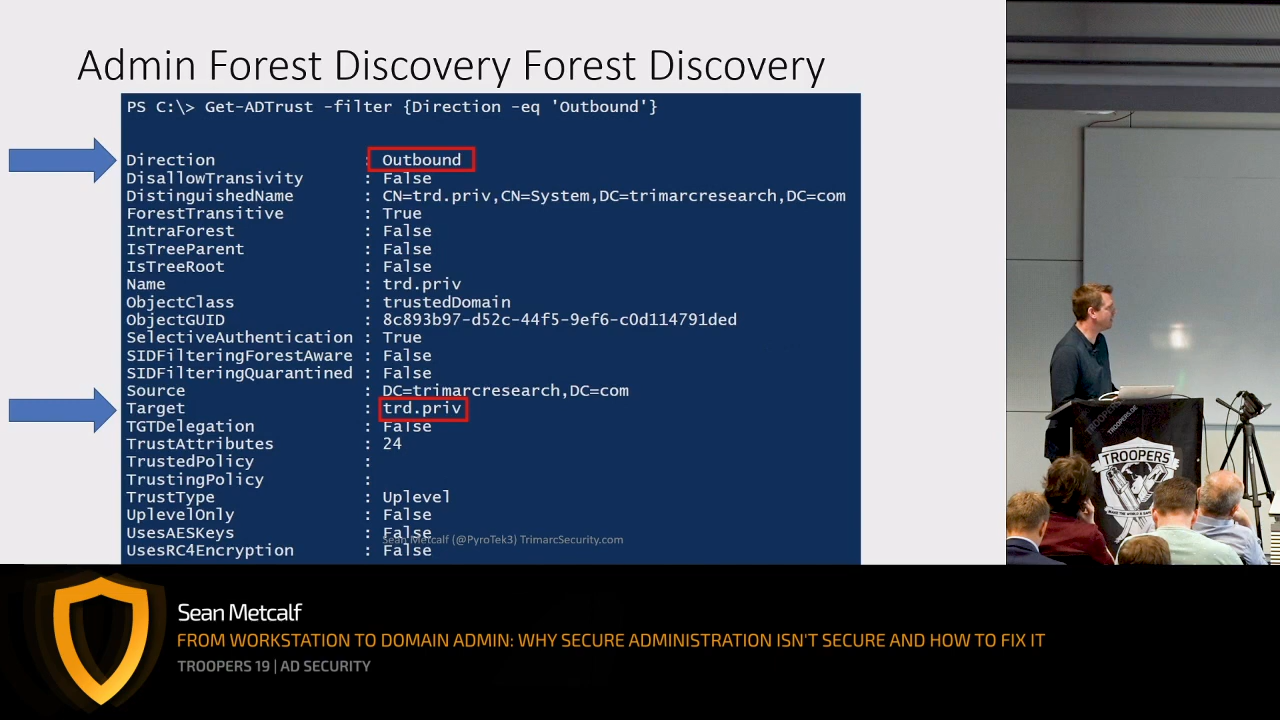 Admin Forest Discovery Forest Discovery
PS C:\> Get-ADTrust -filter {Direction -eq 'Outbound'}
Direction : Outbound
DisallowTransivity : False
DistinguishedName : CN=trd.priv,CN=System,DC=trimarcresearch,DC=com
ForestTransitive : True
IntraForest : False
IsTreeParent : False
IsTreeRoot : False
Name : trd.priv
ObjectClass : trustedDomain
ObjectGUID : 8c893b97-d52c-44f5-9ef6-c0d114791ded
SelectiveAuthentication : True
SIDFilteringForestAware : False
SIDFilteringQuarantined : False
Source : DC=trimarcresearch,DC=com
Target : trd.priv
TGTDelegation : False
TrustAttributes : 24
TrustedPolicy :
TrustingPolicy :
TrustType : Uplevel
UplevelOnly : False
UsesAESKeys : False
Sean Metcalf (@PyroTek3) TrimarcSecurity.com
UsesRC4Encryption : False
TROOPERS
Sean Metcalf
FROM WORKSTATION TO DOMAIN ADMIN: WHY SECURE ADMINISTRATION ISN'T SECURE AND HOW TO FIX IT
TROOPERS 19 | AD SECURITY